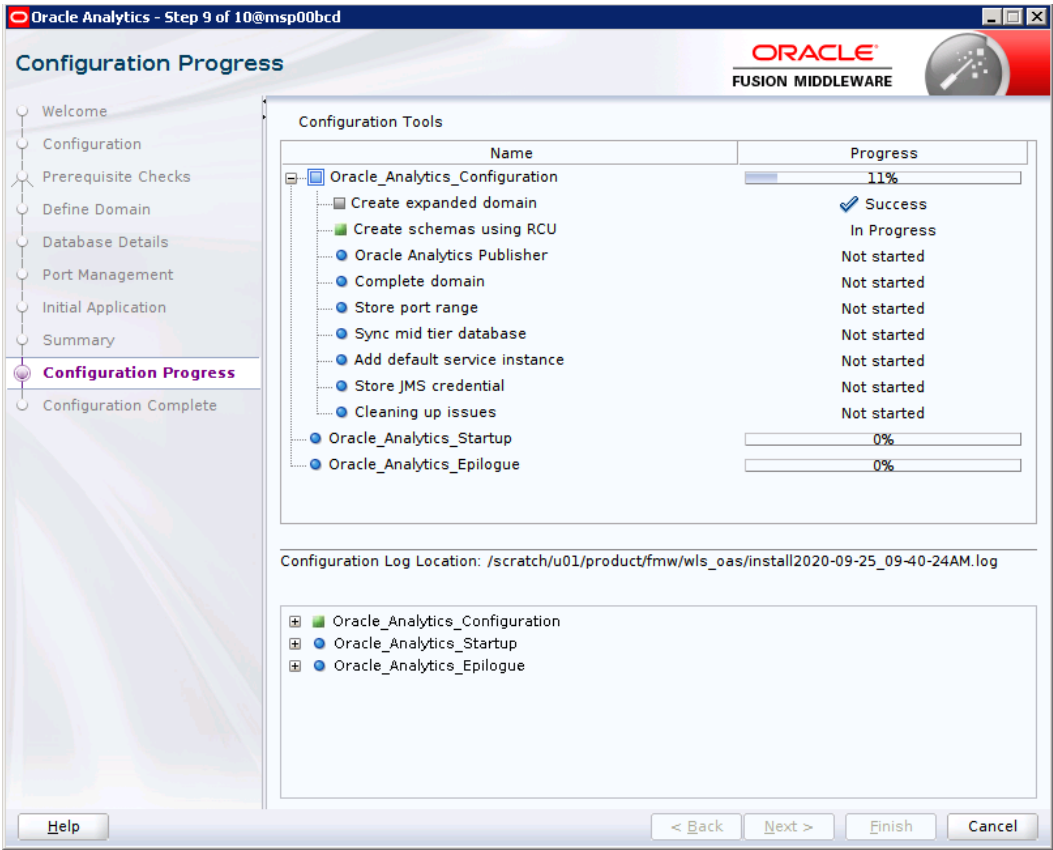 Oracle Analytics - Step 9 of 10@msp00bcd
Configuration Progress
ORACLE
FUSION MIDDLEWARE
Welcome
Configuration
Prerequisite Checks
Define Domain
Database Details
Port Management
Initial Application
Summary
Configuration Progress
Configuration Complete
Configuration Tools
Name Progress
Oracle_Analytics_Configuration 11%
Create expanded domain Success
Create schemas using RCU In Progress
Oracle Analytics Publisher Not started
Complete domain Not started
Store port range Not started
Sync mid tier database Not started
Add default service instance Not started
Store JMS credential Not started
Cleaning up issues Not started
Oracle_Analytics_Startup 0%
Oracle_Analytics_Epilogue 0%
Configuration Log Location: /scratch/u01/product/fmw/wls_oas/install2020-09-25_09-40-24AM.log
Oracle_Analytics_Configuration
Oracle_Analytics_Startup
Oracle_Analytics_Epilogue
Help < Back Next > Finish Cancel